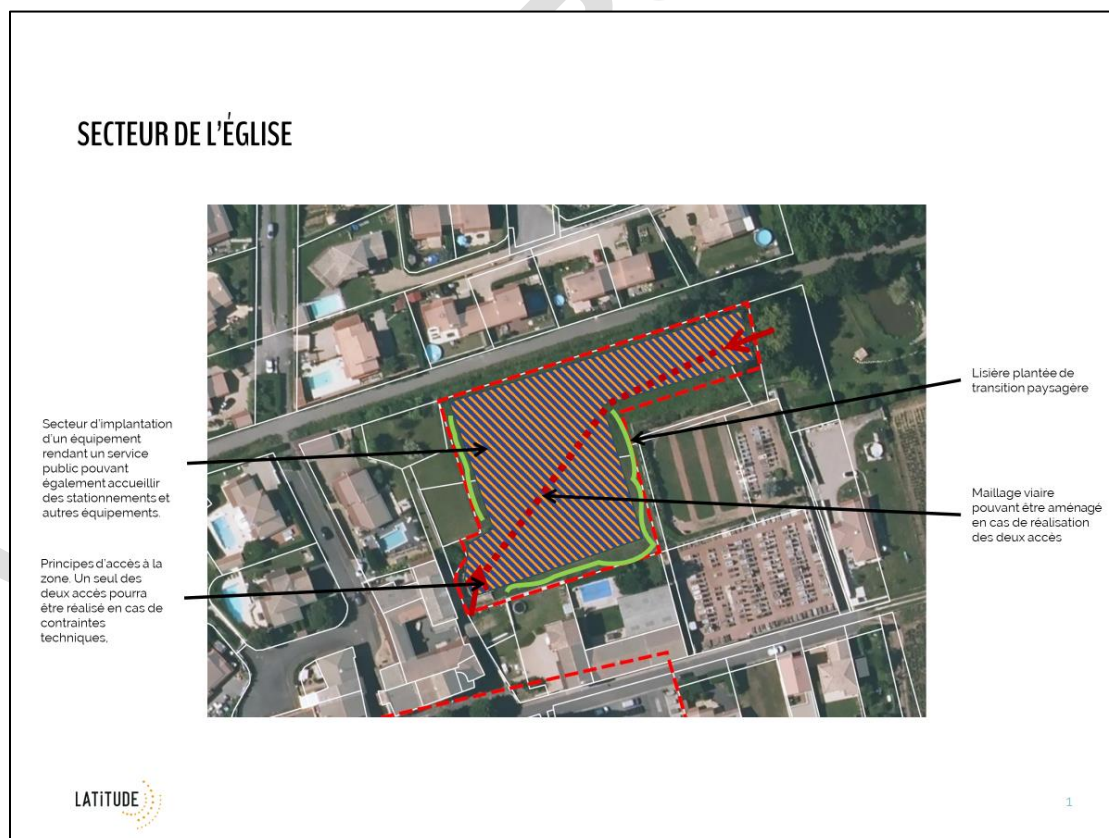 SECTEUR DE L'ÉGLISE
Secteur d'implantation
d'un équipement
rendant un service
public pouvant
également accueillir
des stationnements et
autres équipements.
Principes d'accès à la
zone. Un seul des
deux accès pourra
être réalisé en cas de
contraintes
techniques,
Lisière plantée de
transition paysagère
Maillage viaire
pouvant être aménagé
en cas de réalisation
des deux accès
LATiTUDE
1